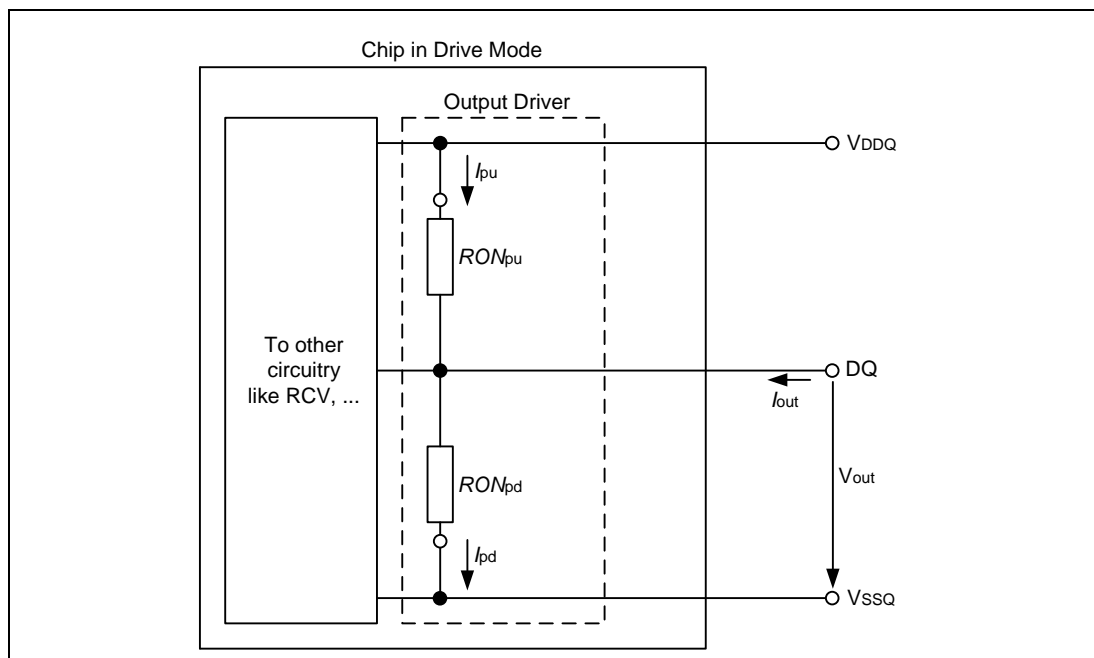 Chip in Drive Mode
Output Driver
VDDQ
Ipu
RONpu
To other
circuitry
like RCV, ...
DQ
Iout
RONpd
Vout
Ipd
VSSQ